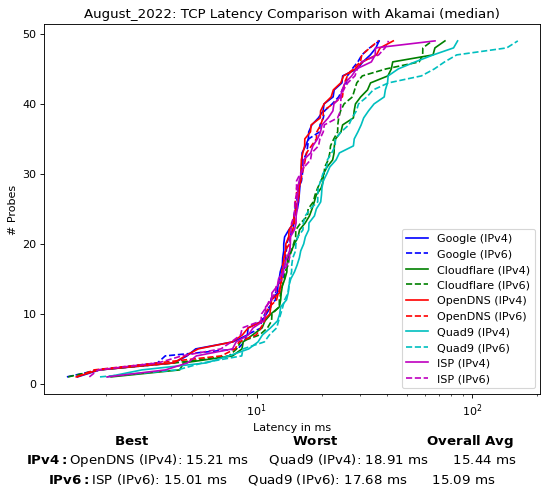 August_2022: TCP Latency Comparison with Akamai (median)
50
40
30
20
10
0
# Probes
Google (IPv4)
Google (IPv6)
Cloudflare (IPv4)
Cloudflare (IPv6)
OpenDNS (IPv4)
OpenDNS (IPv6)
Quad9 (IPv4)
Quad9 (IPv6)
ISP (IPv4)
ISP (IPv6)
10¹ 10²
Latency in ms
Best Worst Overall Avg
IPv4: OpenDNS (IPv4): 15.21 ms Quad9 (IPv4): 18.91 ms 15.44 ms
IPv6: ISP (IPv6): 15.01 ms Quad9 (IPv6): 17.68 ms 15.09 ms